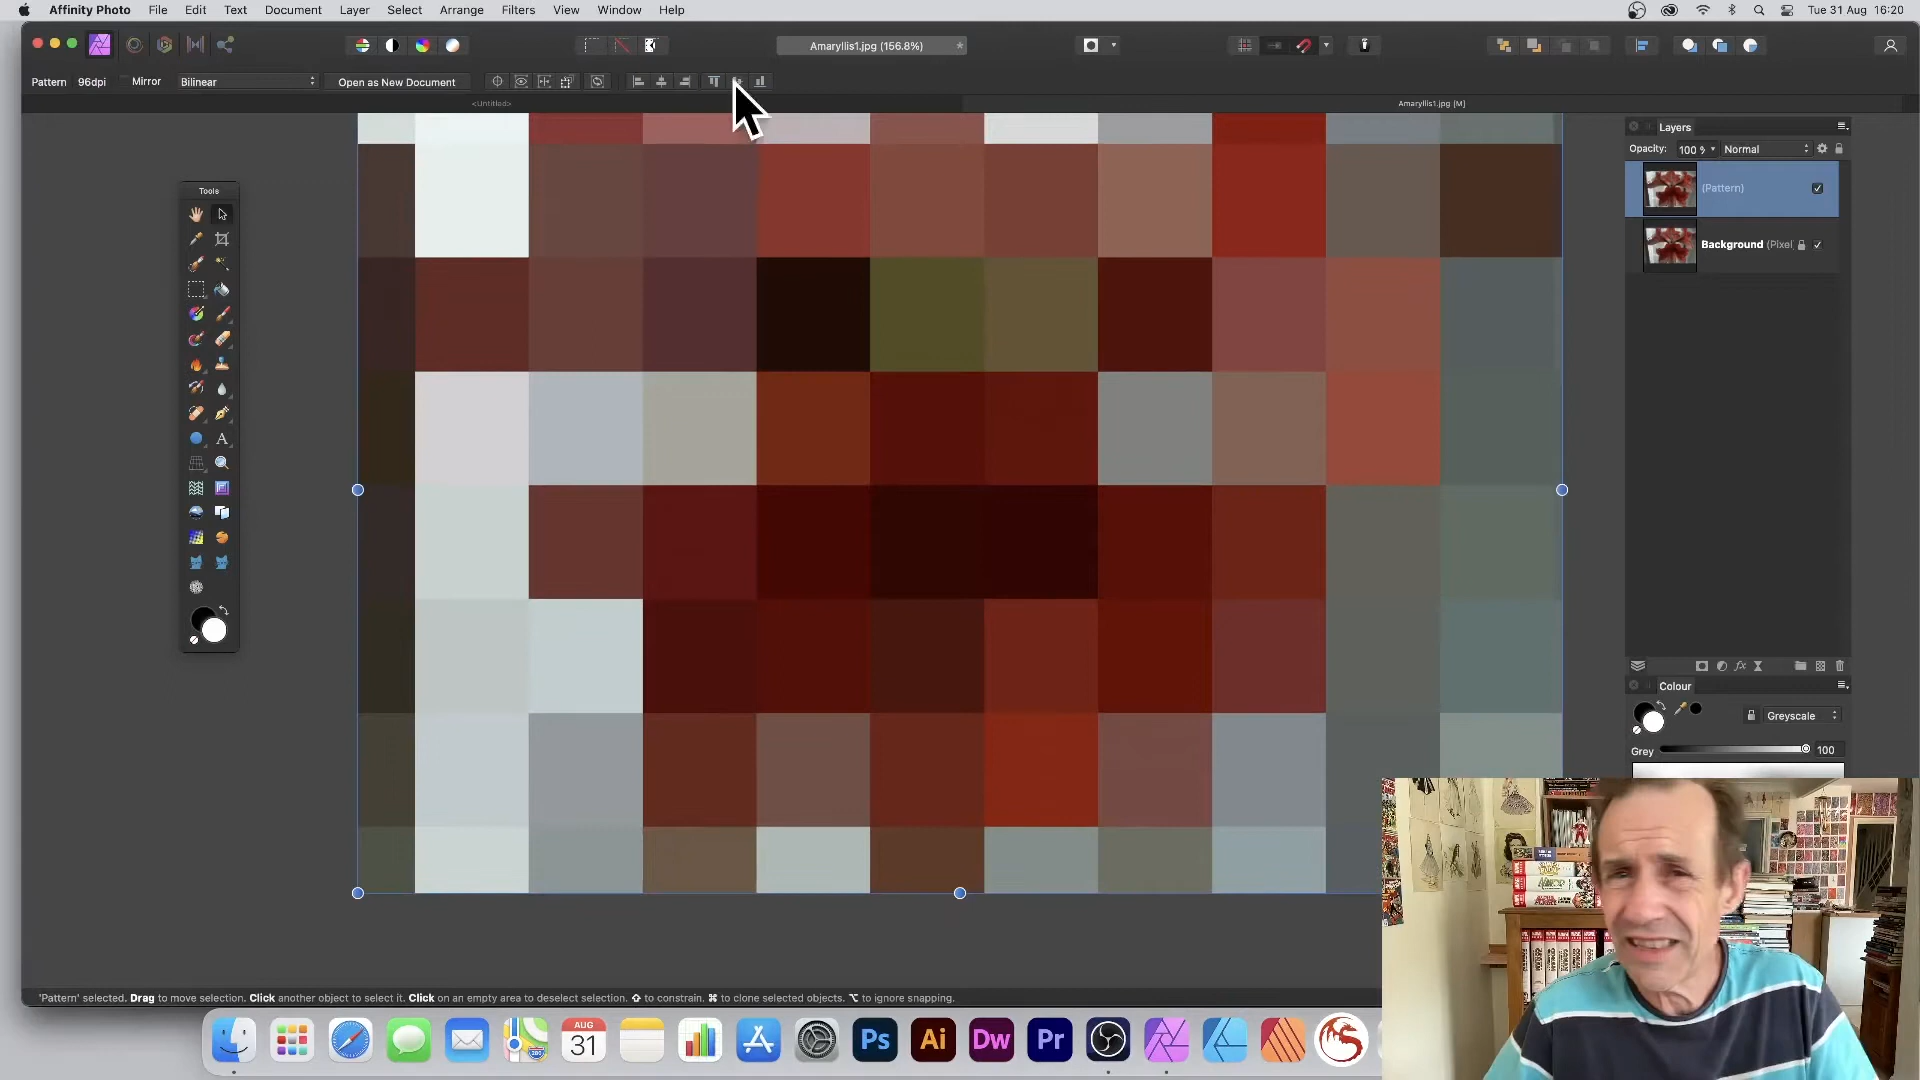 Affinity Photo File Edit Text Document Layer Select Arrange Filters View Window Help Tue 31 Aug 16:20
Amaryllis1.jpg (156.8%)
Pattern 96dpi Mirror Bilinear Open as New Document
<Untitled> Amaryllis1.jpg [M]
Tools
Layers
Opacity: 100 % Normal
(Pattern)
Background (Pixel
Colour
Greyscale
Grey 100
'Pattern' selected. Drag to move selection. Click another object to select it. Click on an empty area to deselect selection. ⇧ to constrain. ⌘ to clone selected objects. ⌥ to ignore snapping.
AUG
31
280
Ps Ai Dw Pr